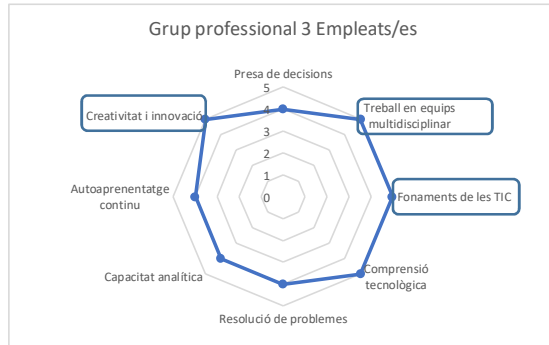 Grup professional 3 Empleats/es
Presa de decisions
Treball en equips
multidisciplinar
Fonaments de les TIC
Comprensió
tecnològica
Resolució de problemes
Capacitat analítica
Autoaprenentatge
continu
Creativitat i innovació
5
4
3
2
1
0